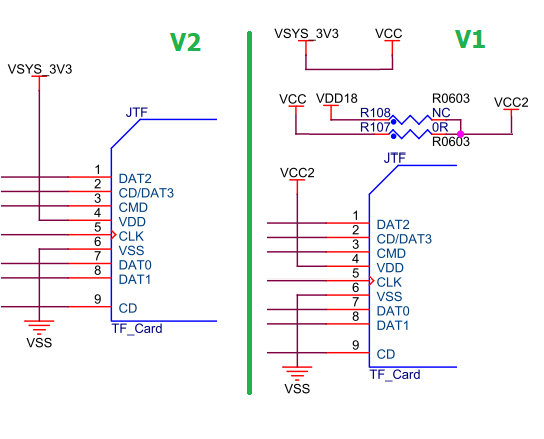 V2
VSYS_3V3
JTF
1 DAT2
2 CD/DAT3
3 CMD
4 VDD
5 CLK
6 VSS
7 DAT0
8 DAT1
9 CD
TF_Card
VSS
V1
VSYS_3V3 VCC
VCC VDD18 R108 R0603 NC VCC2
R107 0R
R0603
JTF
VCC2
1 DAT2
2 CD/DAT3
3 CMD
4 VDD
5 CLK
6 VSS
7 DAT0
8 DAT1
9 CD
TF_Card
VSS